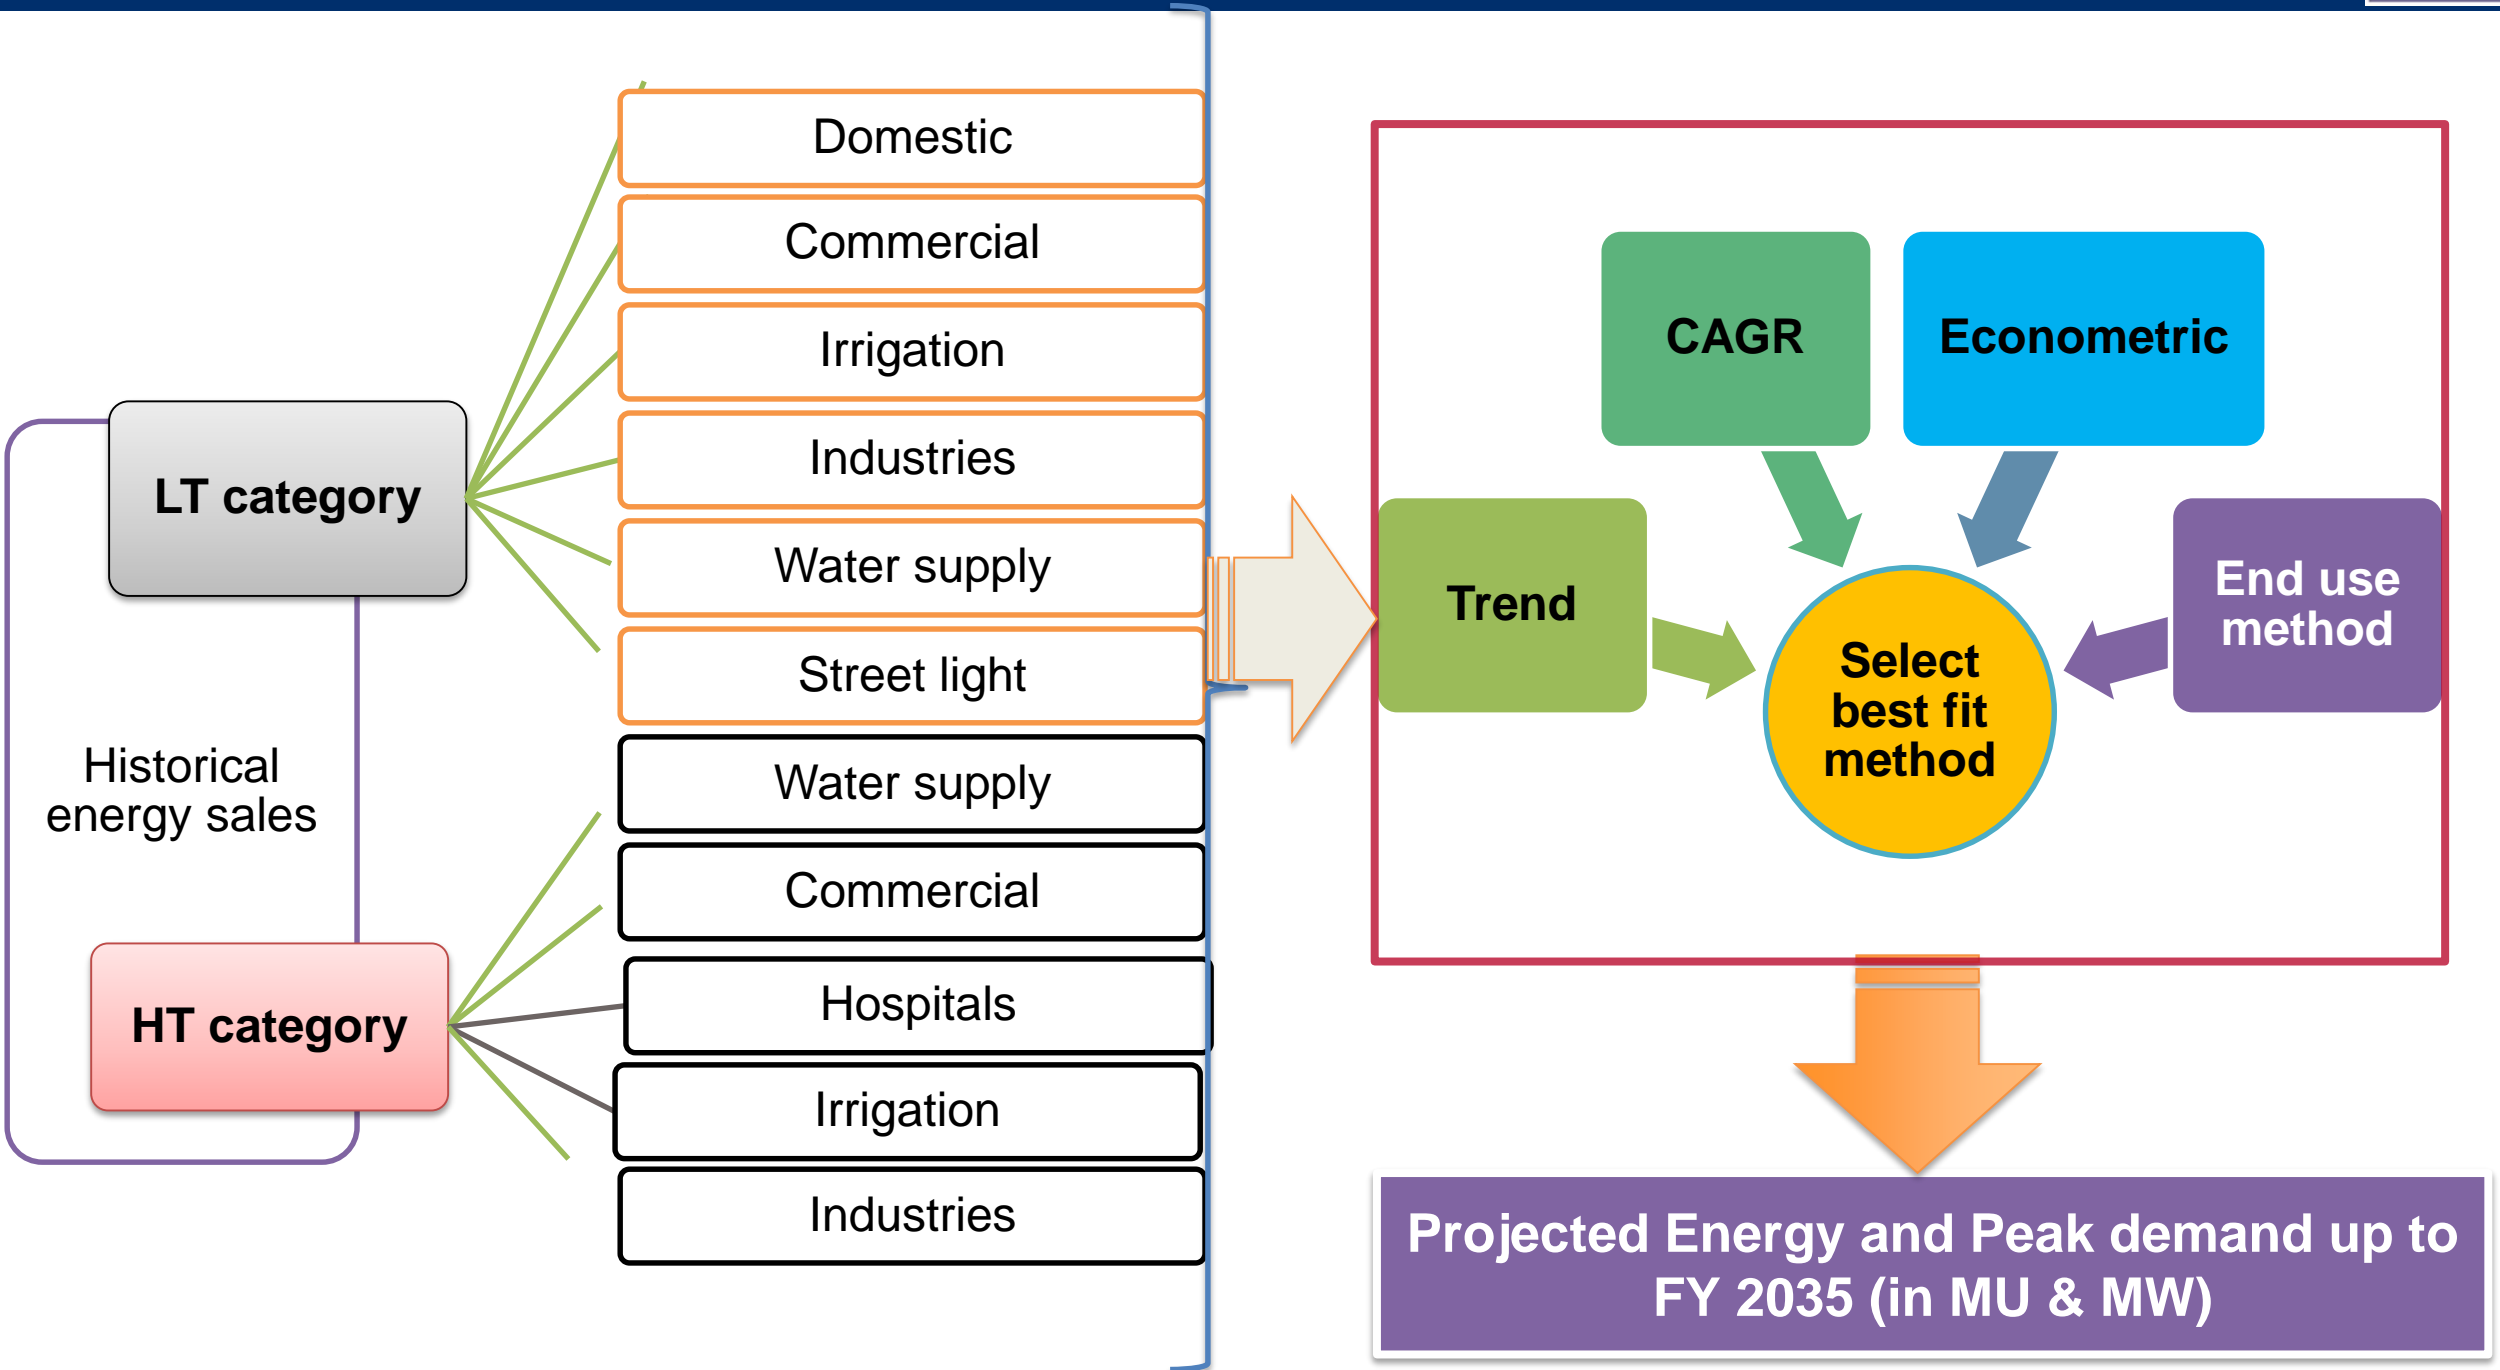 Historical
energy sales
LT category
Domestic
Commercial
Irrigation
Industries
Water supply
Street light
HT category
Water supply
Commercial
Hospitals
Irrigation
Industries
Trend
CAGR
Econometric
End use
method
Select
best fit
method
Projected Energy and Peak demand up to
FY 2035 (in MU & MW)